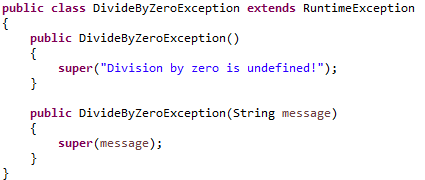 public class DivideByZeroException extends RuntimeException
{
    public DivideByZeroException()
    {
        super("Division by zero is undefined!");
    }

    public DivideByZeroException(String message)
    {
        super(message);
    }
}